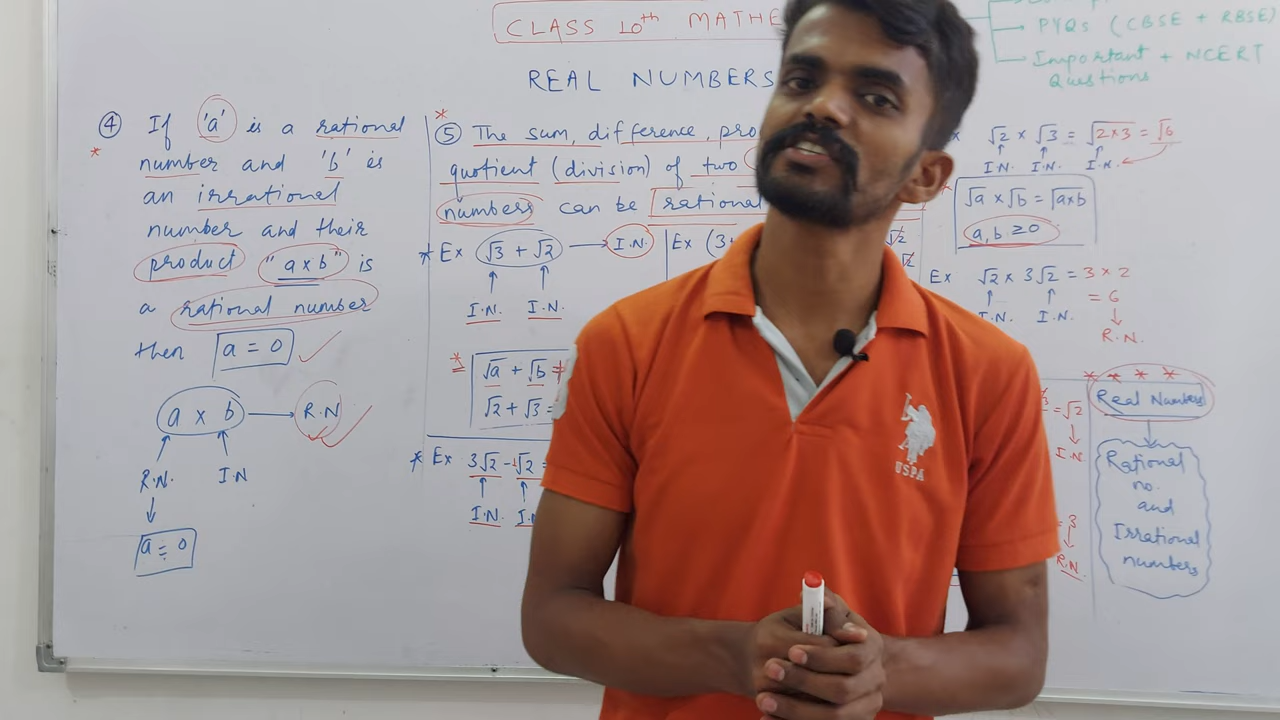 CLASS 10th MATHE
REAL NUMBERS
PYQs (CBSE + RBSE)
Important + NCERT
Questions
④ If 'a' is a rational
* number and 'b' is
an irrational
number and their
product "a x b" is
a rational number
then a = 0 ✓
a x b → R.N
R.N. I.N
a = 0
*
⑤ The sum, difference, pro
quotient (division) of two
numbers can be rational
* Ex √3 + √2 → I.N.
I.N. I.N.
Ex (3+
√2
√2
* √a + √b ≠
√2 + √3 =
* Ex 3√2 - √2 =
I.N. I.N.
x √2 x √3 = √2x3 = √6
I.N. I.N. I.N.
* √a x √b = √axb
a, b ≥ 0
Ex √2 x 3√2 = 3 x 2
I.N. I.N. = 6
R.N.
= √2
I.N.
= 3
R.N.
* * * *
Real Numbers
Rational
no.
and
Irrational
numbers
USPA